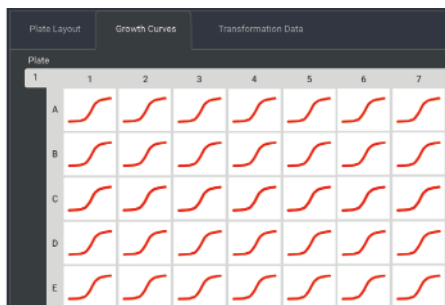 Plate Layout Growth Curves Transformation Data
Plate
1 1 2 3 4 5 6 7
A
B
C
D
E